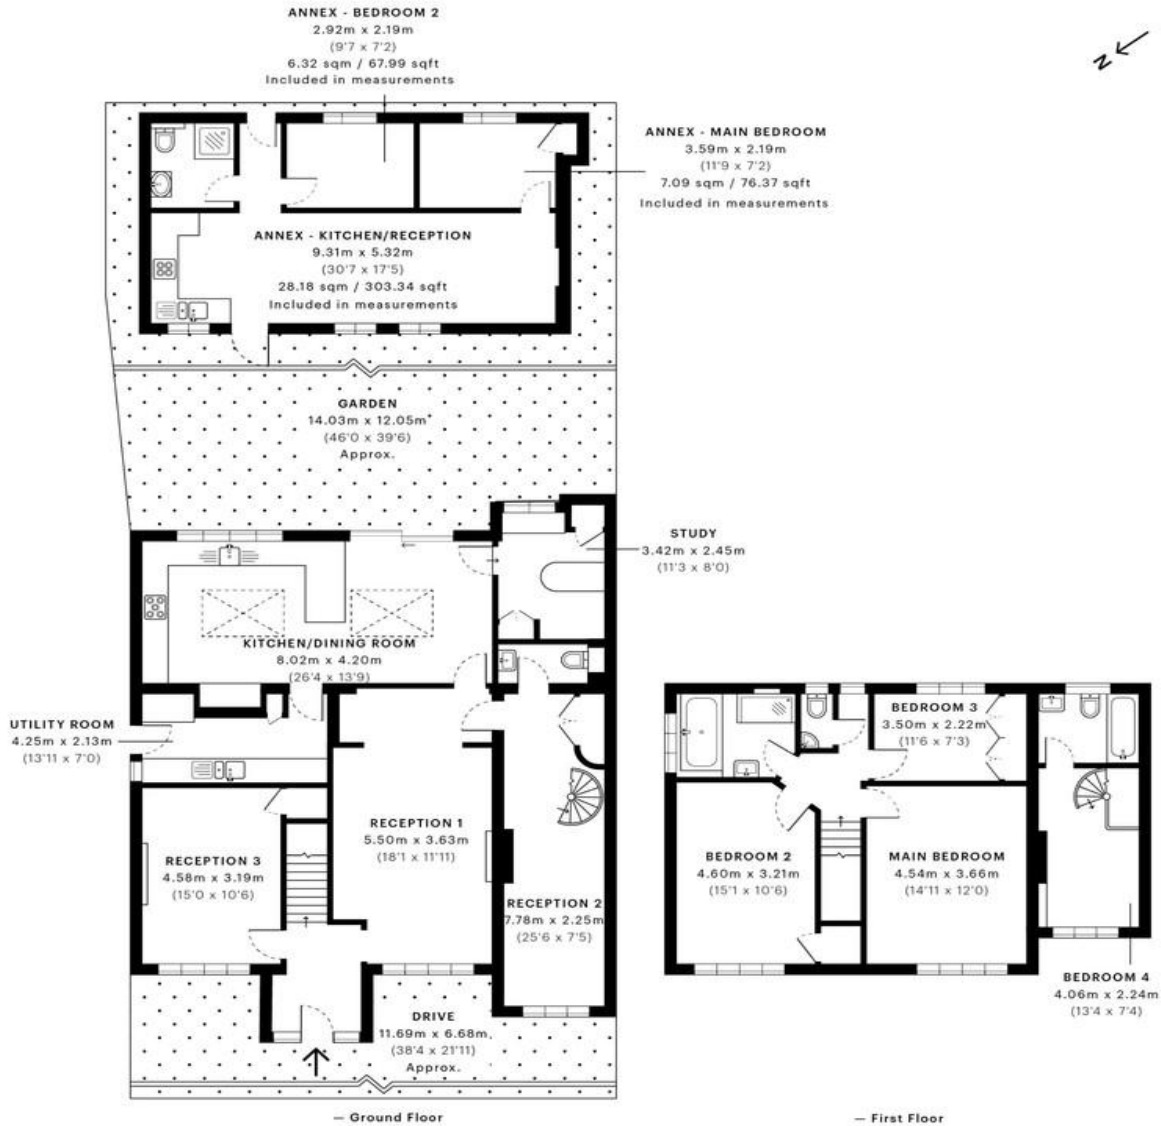 ANNEX - BEDROOM 2
2.92m x 2.19m
(9'7 x 7'2)
6.32 sqm / 67.99 sqft
Included in measurements
N
ANNEX - MAIN BEDROOM
3.59m x 2.19m
(11'9 x 7'2)
7.09 sqm / 76.37 sqft
Included in measurements
ANNEX - KITCHEN/RECEPTION
9.31m x 5.32m
(30'7 x 17'5)
28.18 sqm / 303.34 sqft
Included in measurements
GARDEN
14.03m x 12.05m
(46'0 x 39'6)
Approx.
STUDY
3.42m x 2.45m
(11'3 x 8'0)
KITCHEN/DINING ROOM
8.02m x 4.20m
(26'4 x 13'9)
UTILITY ROOM
4.25m x 2.13m
(13'11 x 7'0)
RECEPTION 1
5.50m x 3.63m
(18'1 x 11'11)
RECEPTION 3
4.58m x 3.19m
(15'0 x 10'6)
RECEPTION 2
7.78m x 2.25m
(25'6 x 7'5)
DRIVE
11.69m x 6.68m
(38'4 x 21'11)
Approx.
— Ground Floor
BEDROOM 3
3.50m x 2.22m
(11'6 x 7'3)
BEDROOM 2
4.60m x 3.21m
(15'1 x 10'6)
MAIN BEDROOM
4.54m x 3.66m
(14'11 x 12'0)
BEDROOM 4
4.06m x 2.24m
(13'4 x 7'4)
— First Floor